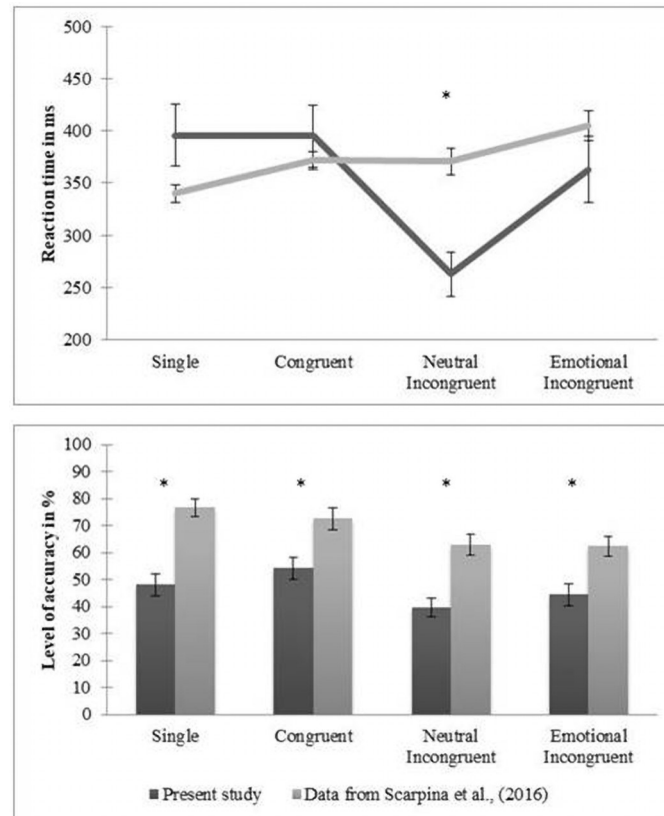 500
450
*
400
350
300
250
200
Reaction time in ms
Single
Congruent
Neutral
Incongruent
Emotional
Incongruent
100
90
80
70
60
50
40
30
20
10
0
* * * *
Level of accuracy in %
Single
Congruent
Neutral
Incongruent
Emotional
Incongruent
Present study
Data from Scarpina et al., (2016)